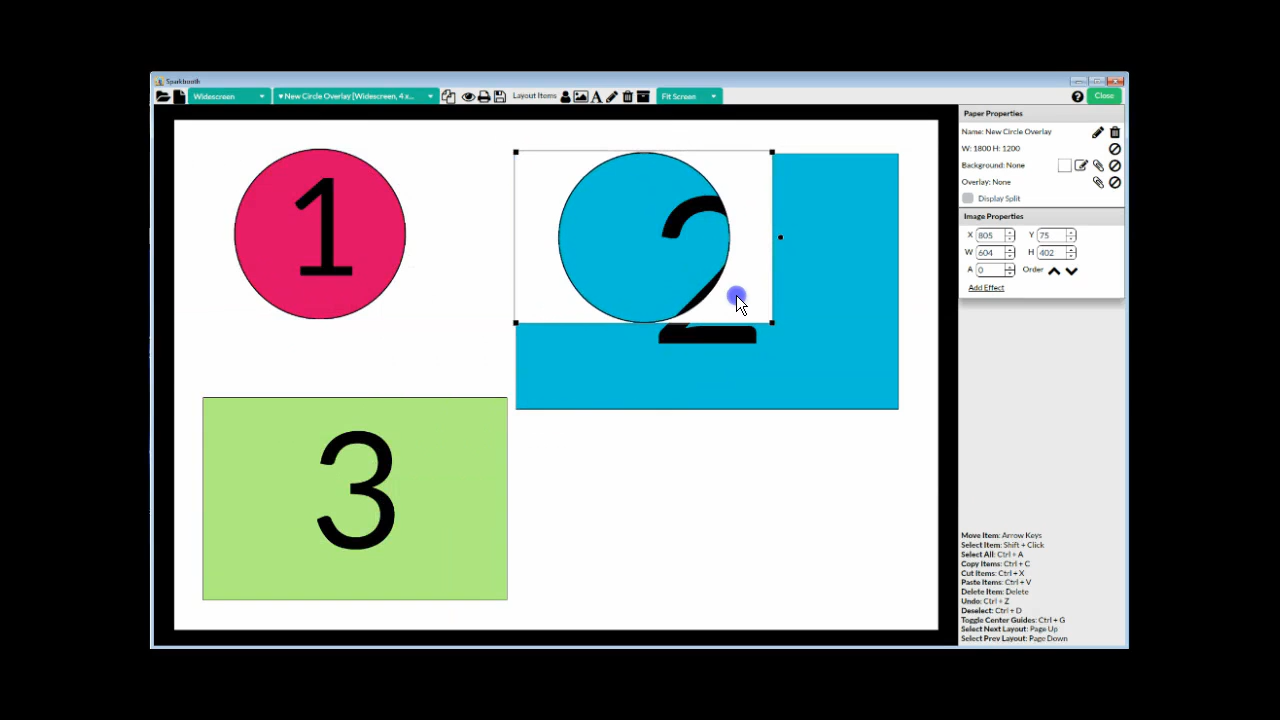 Sparkbooth
Widescreen
♥ New Circle Overlay [Widescreen, 4 x...
Layout Items
Fit Screen
Close
Paper Properties
Name: New Circle Overlay
W: 1800 H: 1200
Background: None
Overlay: None
Display Split
Image Properties
X 805 Y 75
W 604 H 402
A 0 Order
Add Effect
1
2
3
Move Item: Arrow Keys
Select Item: Shift + Click
Select All: Ctrl + A
Copy Items: Ctrl + C
Cut Items: Ctrl + X
Paste Items: Ctrl + V
Delete Item: Delete
Undo: Ctrl + Z
Deselect: Ctrl + D
Toggle Center Guides: Ctrl + G
Select Next Layout: Page Up
Select Prev Layout: Page Down